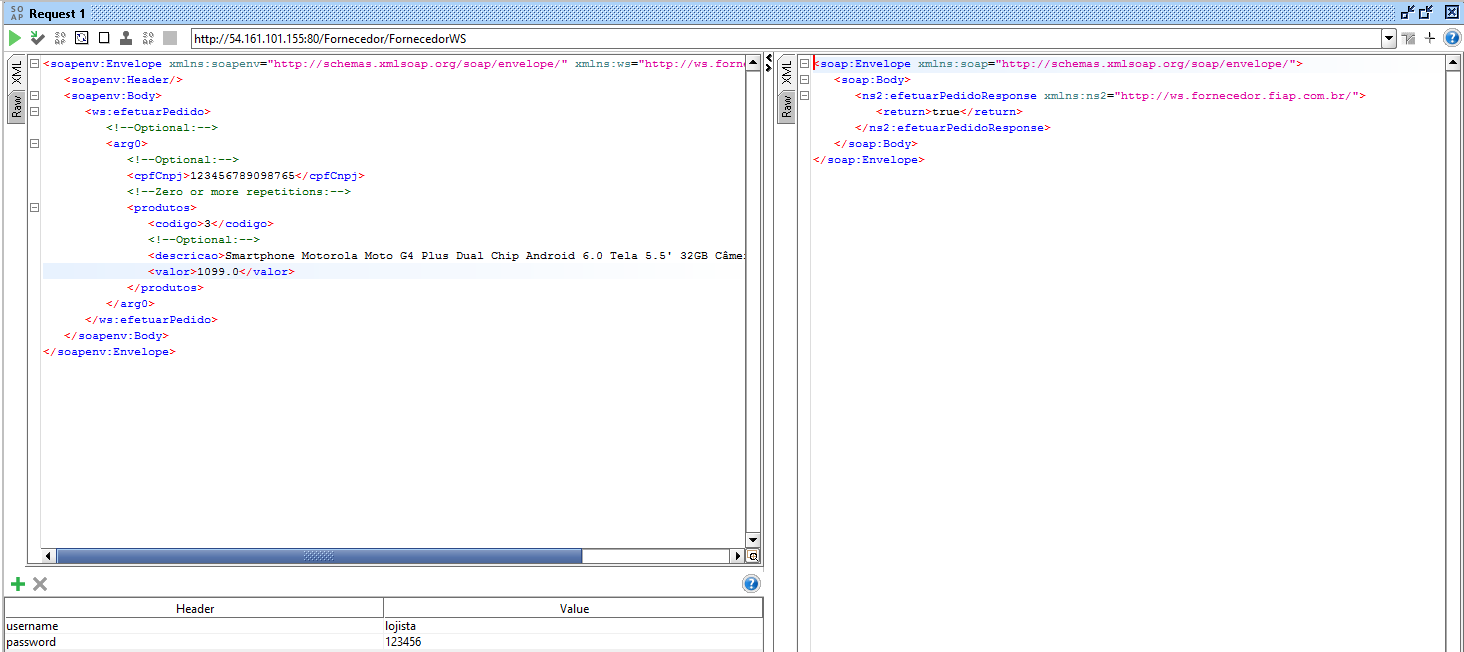 SO AP Request 1
http://54.161.101.155:80/Fornecedor/FornecedorWS
XML
Raw
<soapenv:Envelope xmlns:soapenv="http://schemas.xmlsoap.org/soap/envelope/" xmlns:ws="http://ws.forne
<soapenv:Header/>
<soapenv:Body>
<ws:efetuarPedido>
<!--Optional:-->
<arg0>
<!--Optional:-->
<cpfCnpj>123456789098765</cpfCnpj>
<!--Zero or more repetitions:-->
<produtos>
<codigo>3</codigo>
<!--Optional:-->
<descricao>Smartphone Motorola Moto G4 Plus Dual Chip Android 6.0 Tela 5.5' 32GB Câme
<valor>1099.0</valor>
</produtos>
</arg0>
</ws:efetuarPedido>
</soapenv:Body>
</soapenv:Envelope>
Header Value
username lojista
password 123456
XML
Raw
<soap:Envelope xmlns:soap="http://schemas.xmlsoap.org/soap/envelope/">
<soap:Body>
<ns2:efetuarPedidoResponse xmlns:ns2="http://ws.fornecedor.fiap.com.br/">
<return>true</return>
</ns2:efetuarPedidoResponse>
</soap:Body>
</soap:Envelope>